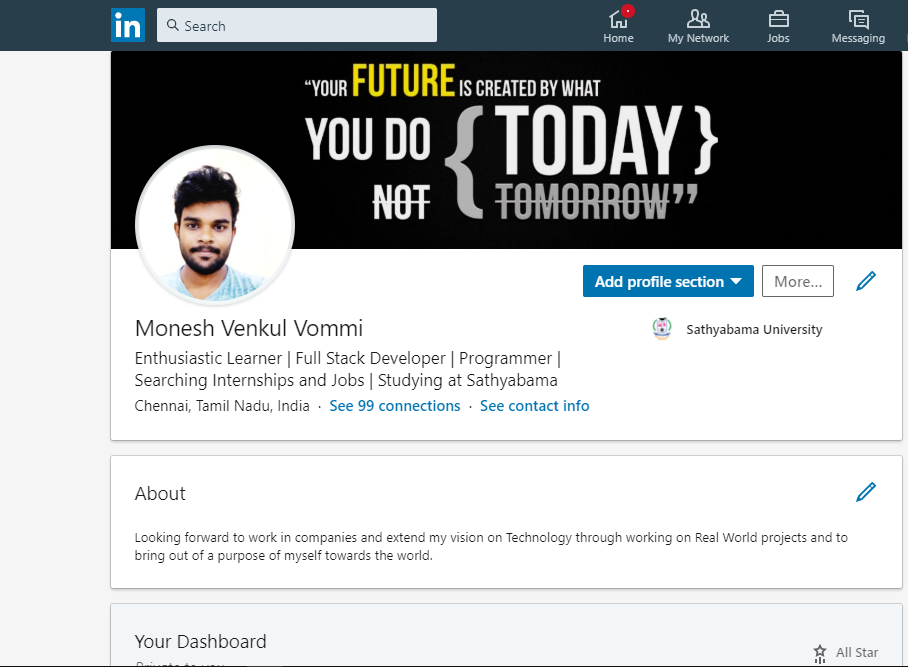 in
Search
Home
My Network
Jobs
Messaging
“YOUR FUTURE IS CREATED BY WHAT
YOU DO { TODAY }
NOT TOMORROW”
Add profile section
More...
Monesh Venkul Vommi
Sathyabama University
Enthusiastic Learner | Full Stack Developer | Programmer |
Searching Internships and Jobs | Studying at Sathyabama
Chennai, Tamil Nadu, India · See 99 connections · See contact info
About
Looking forward to work in companies and extend my vision on Technology through working on Real World projects and to
bring out of a purpose of myself towards the world.
Your Dashboard
Private to you
All Star